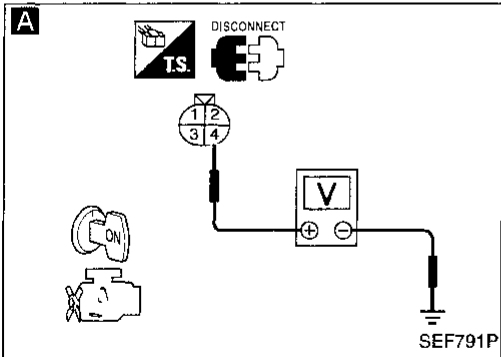 A
DISCONNECT
T.S.
1 2
3 4
V
ON
+ −
SEF791P